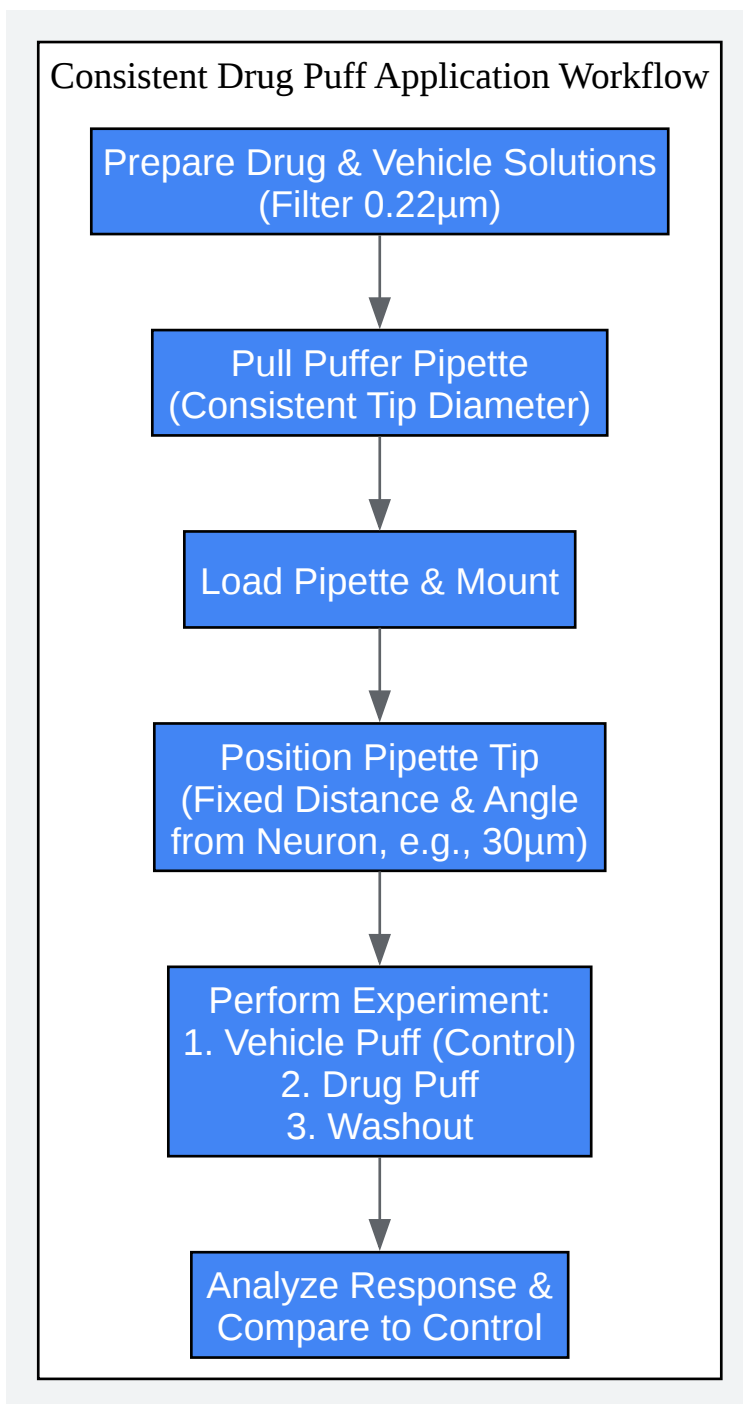 Consistent Drug Puff Application Workflow
Prepare Drug & Vehicle Solutions
(Filter 0.22µm)
Pull Puffer Pipette
(Consistent Tip Diameter)
Load Pipette & Mount
Position Pipette Tip
(Fixed Distance & Angle
from Neuron, e.g., 30µm)
Perform Experiment:
1. Vehicle Puff (Control)
2. Drug Puff
3. Washout
Analyze Response &
Compare to Control